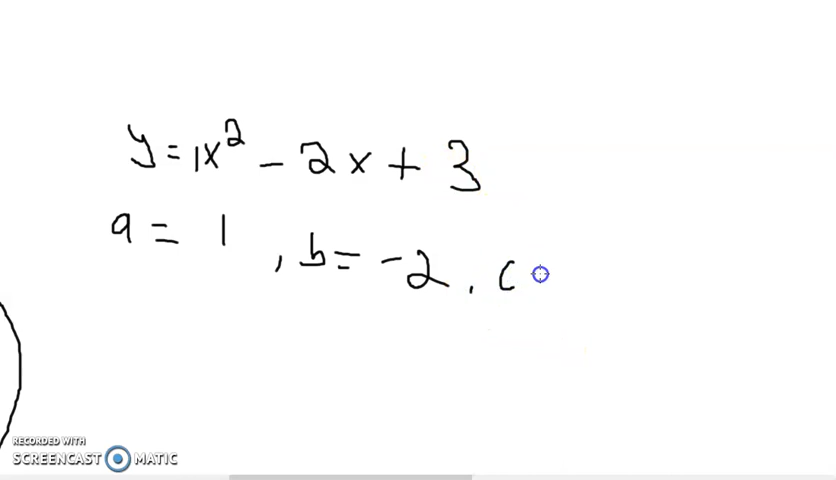 y = 1x² - 2x + 3
a = 1 , b = -2 , c
RECORDED WITH
SCREENCAST MATIC